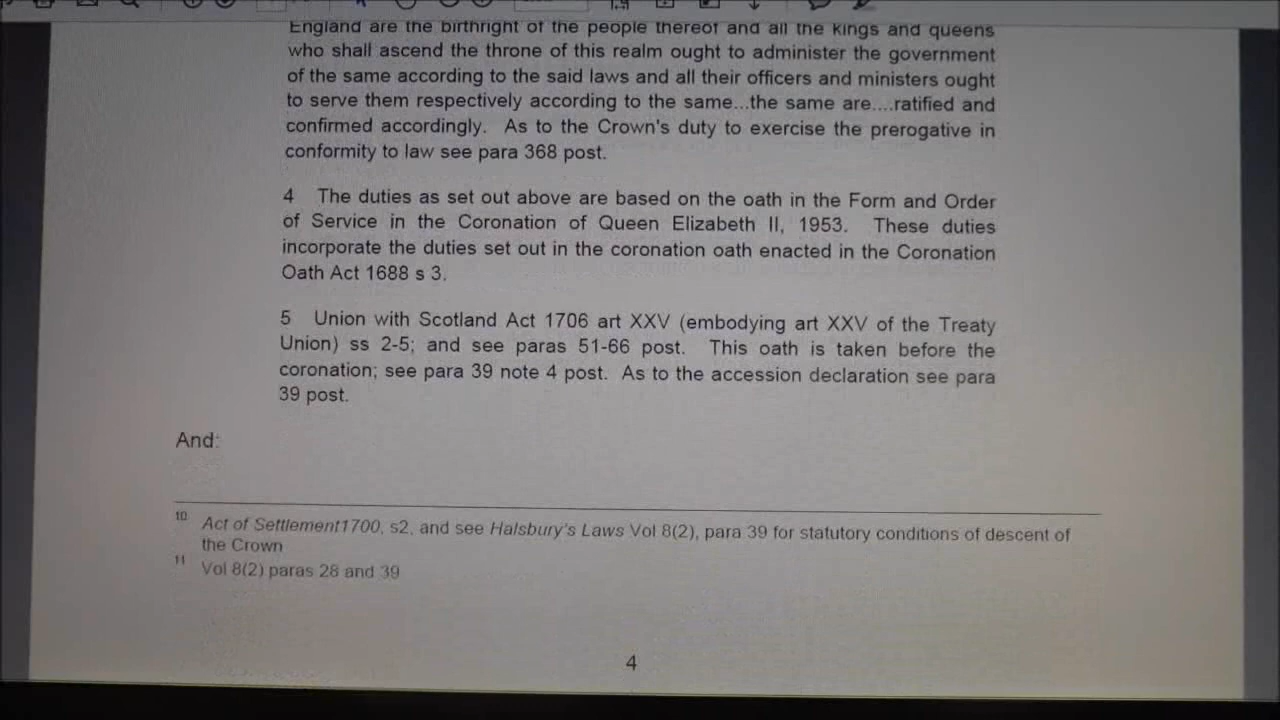 England are the birthright of the people thereof and all the kings and queens
who shall ascend the throne of this realm ought to administer the government
of the same according to the said laws and all their officers and ministers ought
to serve them respectively according to the same...the same are....ratified and
confirmed accordingly. As to the Crown's duty to exercise the prerogative in
conformity to law see para 368 post.
4 The duties as set out above are based on the oath in the Form and Order
of Service in the Coronation of Queen Elizabeth II, 1953. These duties
incorporate the duties set out in the coronation oath enacted in the Coronation
Oath Act 1688 s 3.
5 Union with Scotland Act 1706 art XXV (embodying art XXV of the Treaty
Union) ss 2-5; and see paras 51-66 post. This oath is taken before the
coronation; see para 39 note 4 post. As to the accession declaration see para
39 post.
And:
10 Act of Settlement1700, s2, and see Halsbury's Laws Vol 8(2), para 39 for statutory conditions of descent of
the Crown
11 Vol 8(2) paras 28 and 39
4